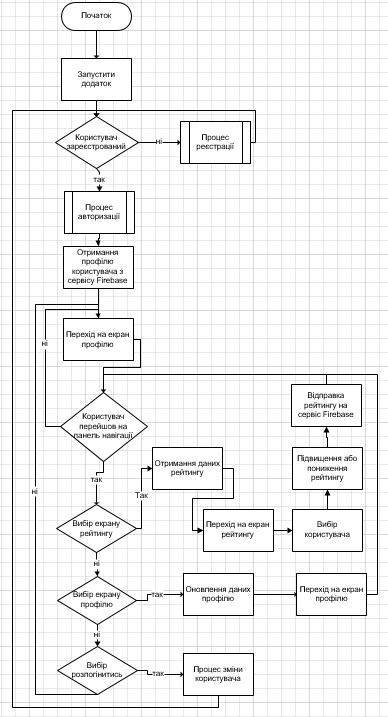 Початок
Запустити
додаток
Користувач
зареєстрований
ні
Процес
реєстрації
так
Процес
авторизації
Отримання
профілю
користувача з
сервісу Firebase
Перехід на екран
профілю
ні
Користувач
перейшов на
панель навігації
Відправка
рейтингу на
сервіс Firebase
Отримання даних
рейтингу
Підвищення або
пониження
рейтингу
так
Так
ні
Вибір екрану
рейтингу
Перехід на екран
рейтингу
Вибір
користувача
ні
Вибір екрану
профілю
так
Оновлення даних
профілю
Перехід на екран
профілю
ні
Вибір
розлогінитись
так
Процес зміни
користувача